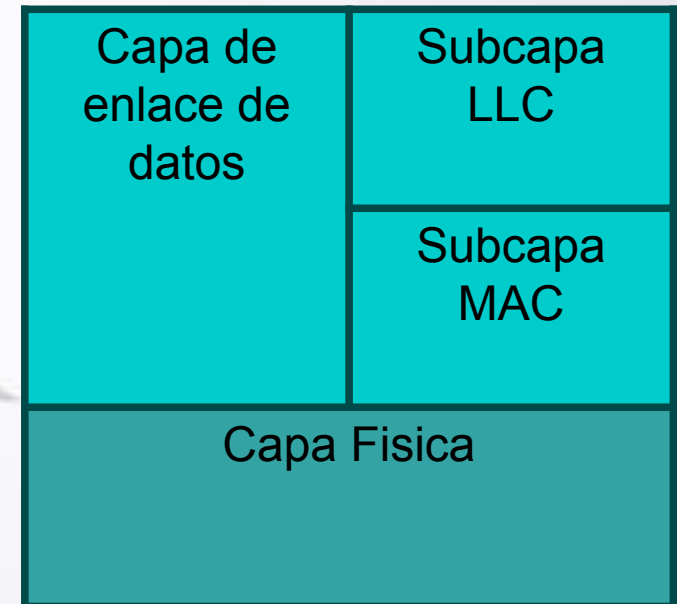 Capa de
enlace de
datos
Subcapa
LLC
Subcapa
MAC
Capa Fisica